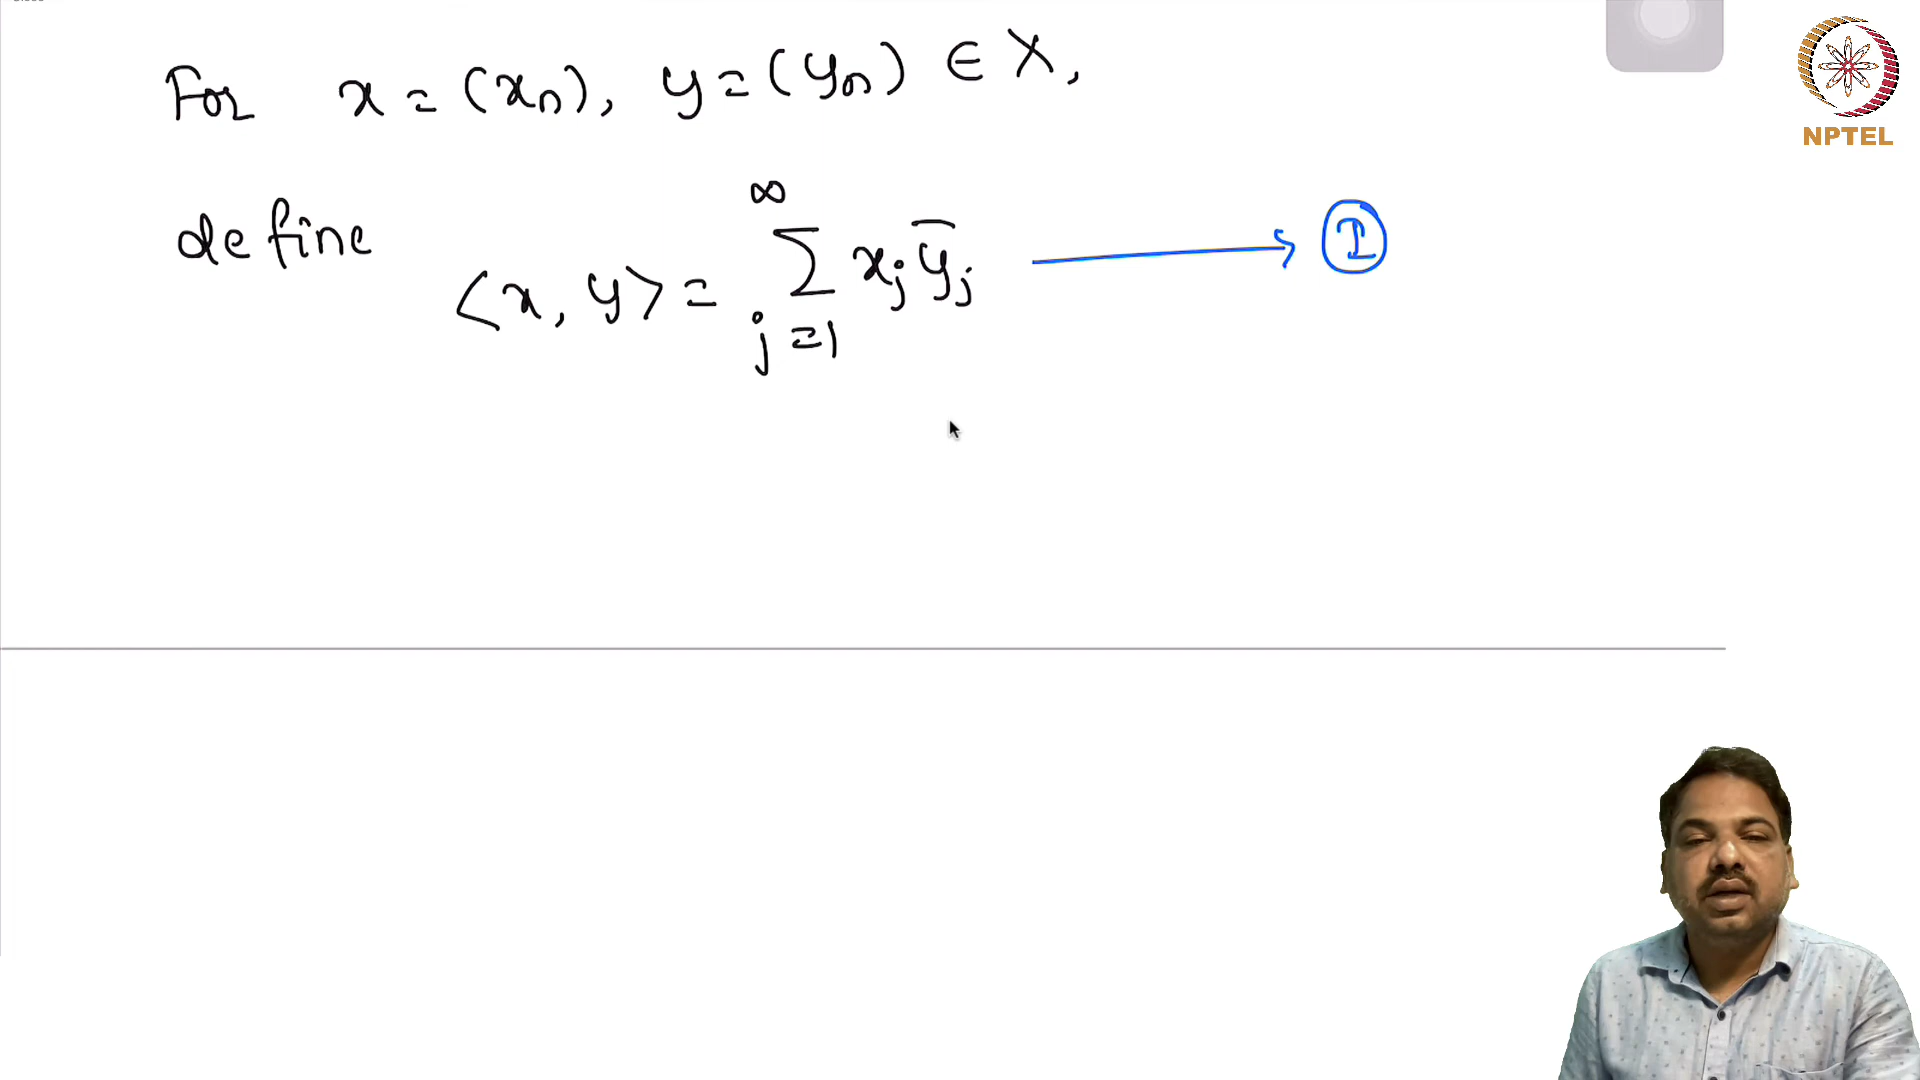 For x = (xₙ), y = (yₙ) ∈ X,
define
⟨x, y⟩ = ∞ ∑ j=1 xⱼ ȳⱼ → I
NPTEL